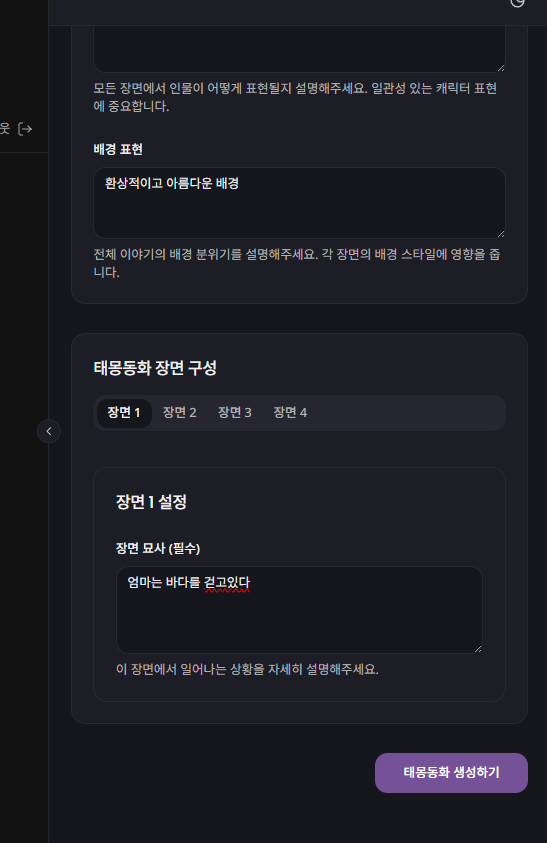 모든 장면에서 인물이 어떻게 표현될지 설명해주세요. 일관성 있는 캐릭터 표현
에 중요합니다.
웃
배경 표현
환상적이고 아름다운 배경
전체 이야기의 배경 분위기를 설명해주세요. 각 장면의 배경 스타일에 영향을 줍
니다.
태몽동화 장면 구성
장면 1 장면 2 장면 3 장면 4
장면 1 설정
장면 묘사 (필수)
엄마는 바다를 걷고있다
이 장면에서 일어나는 상황을 자세히 설명해주세요.
태몽동화 생성하기